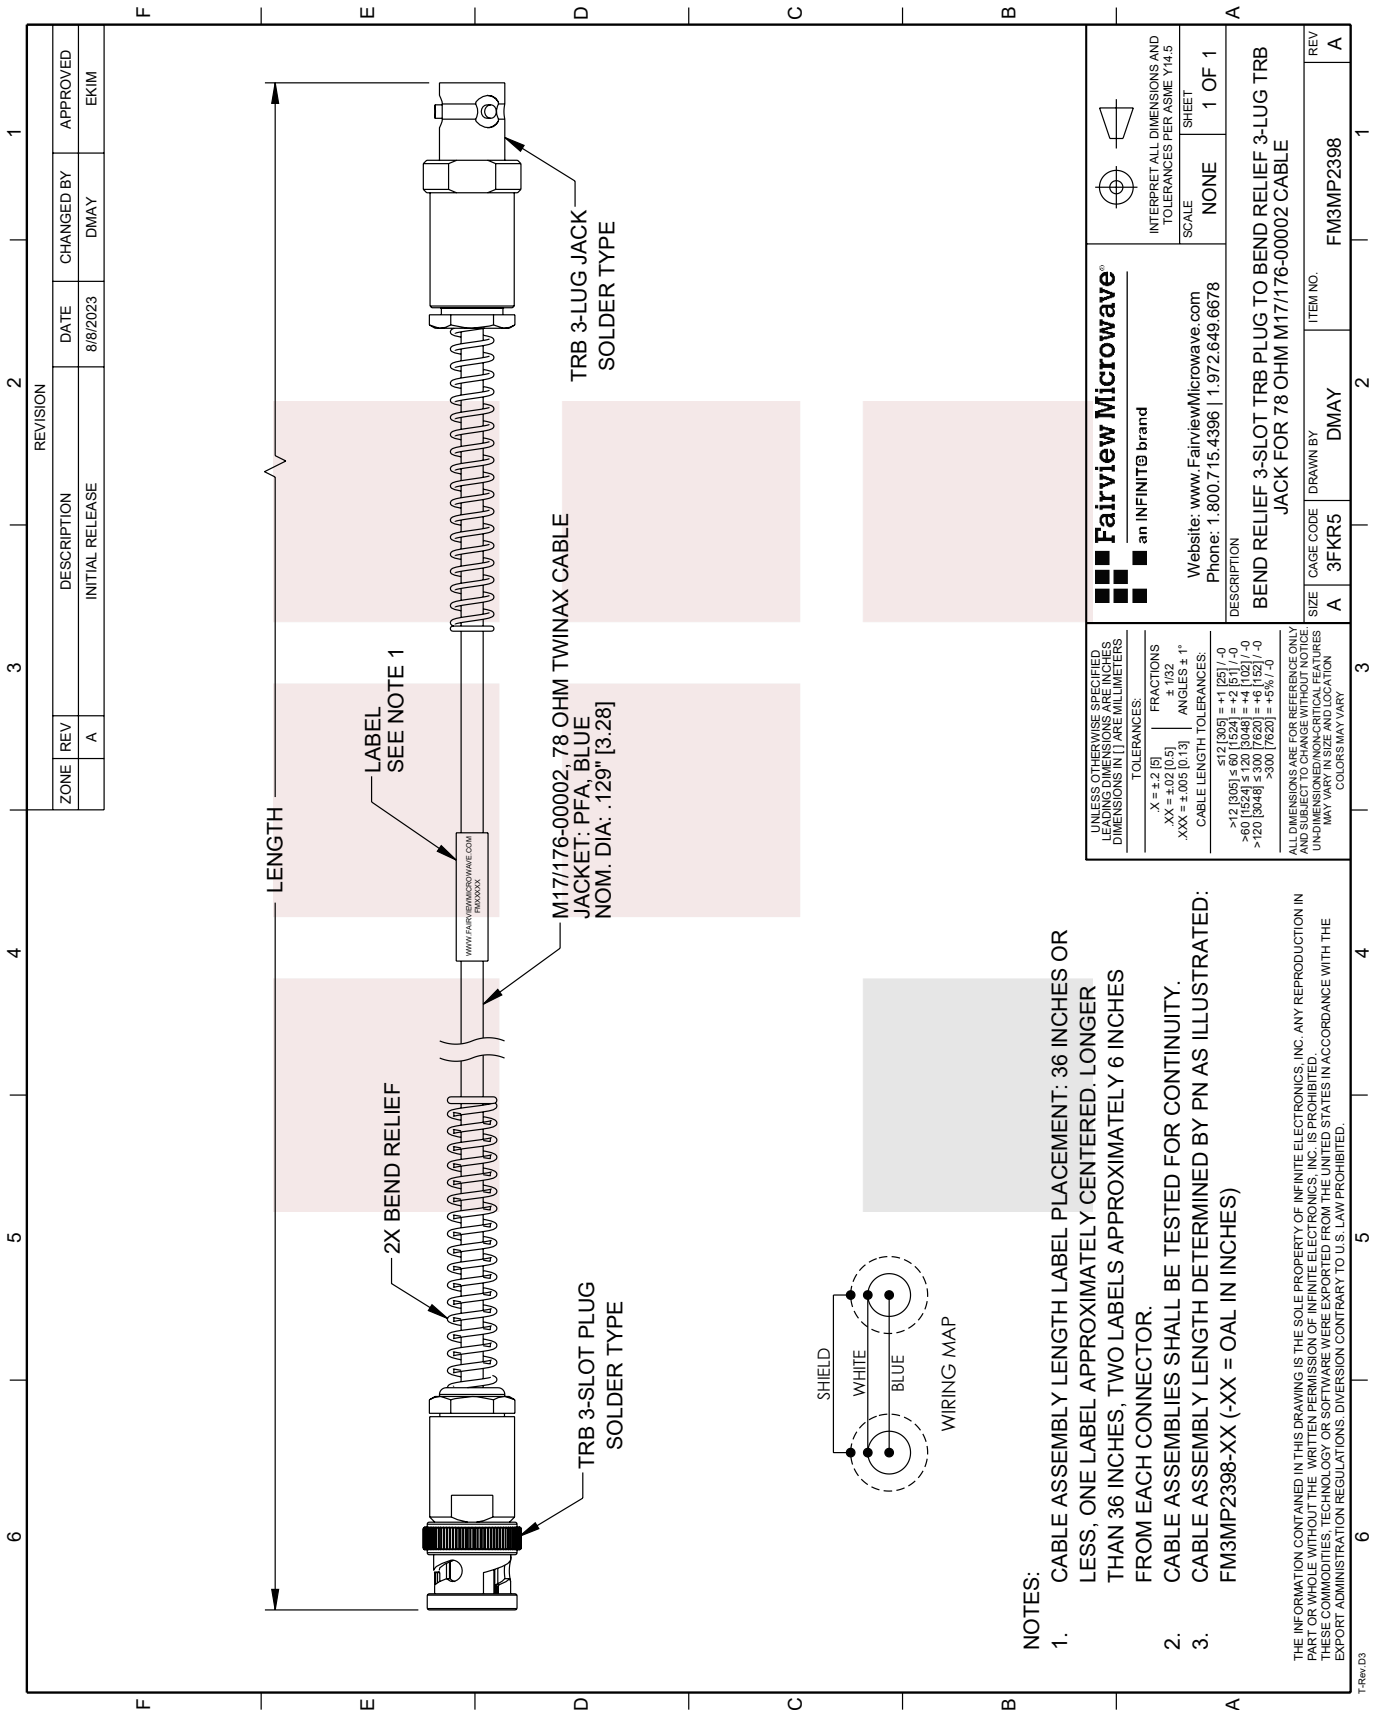 6
5
4
3
2
1
F
E
D
C
B
A
REVISION
ZONE
REV
DESCRIPTION
DATE
CHANGED BY
APPROVED
A
INITIAL RELEASE
8/8/2023
DMAY
EKIM
LENGTH
2X BEND RELIEF
LABEL
SEE NOTE 1
WWW.FAIRVIEWMICROWAVE.COM
FMXXXXX
TRB 3-SLOT PLUG
SOLDER TYPE
M17/176-00002, 78 OHM TWINAX CABLE
JACKET: PFA, BLUE
NOM. DIA: .129" [3.28]
TRB 3-LUG JACK
SOLDER TYPE
SHIELD
WHITE
BLUE
WIRING MAP
NOTES:
1. CABLE ASSEMBLY LENGTH LABEL PLACEMENT: 36 INCHES OR
LESS, ONE LABEL APPROXIMATELY CENTERED. LONGER
THAN 36 INCHES, TWO LABELS APPROXIMATELY 6 INCHES
FROM EACH CONNECTOR.
2. CABLE ASSEMBLIES SHALL BE TESTED FOR CONTINUITY.
3. CABLE ASSEMBLY LENGTH DETERMINED BY PN AS ILLUSTRATED:
FM3MP2398-XX (-XX = OAL IN INCHES)
THE INFORMATION CONTAINED IN THIS DRAWING IS THE SOLE PROPERTY OF INFINITE ELECTRONICS, INC. ANY REPRODUCTION IN
PART OR WHOLE WITHOUT THE WRITTEN PERMISSION OF INFINITE ELECTRONICS, INC. IS PROHIBITED.
THESE COMMODITIES, TECHNOLOGY OR SOFTWARE WERE EXPORTED FROM THE UNITED STATES IN ACCORDANCE WITH THE
EXPORT ADMINISTRATION REGULATIONS. DIVERSION CONTRARY TO U.S. LAW PROHIBITED.
UNLESS OTHERWISE SPECIFIED
LEADING DIMENSIONS ARE INCHES
DIMENSIONS IN [ ] ARE MILLIMETERS
TOLERANCES:
.X = ±.2 [5]
.XX = ±.02 [0.5]
.XXX = ±.005 [0.13]
FRACTIONS
± 1/32
ANGLES ± 1°
CABLE LENGTH TOLERANCES:
≤12 [305] = +1 [25] / -0
>12 [305] ≤ 60 [1524] = +2 [51] / -0
>60 [1524] ≤ 120 [3048] = +4 [102] / -0
>120 [3048] ≤ 300 [7620] = +6 [152] / -0
>300 [7620] = +5% / -0
ALL DIMENSIONS ARE FOR REFERENCE ONLY
AND SUBJECT TO CHANGE WITHOUT NOTICE.
UN-DIMENSIONED/NON-CRITICAL FEATURES
MAY VARY IN SIZE AND LOCATION
COLORS MAY VARY
Fairview Microwave®
an INFINIT© brand
Website: www.FairviewMicrowave.com
Phone: 1.800.715.4396 | 1.972.649.6678
INTERPRET ALL DIMENSIONS AND
TOLERANCES PER ASME Y14.5
SCALE
NONE
SHEET
1 OF 1
DESCRIPTION
BEND RELIEF 3-SLOT TRB PLUG TO BEND RELIEF 3-LUG TRB
JACK FOR 78 OHM M17/176-00002 CABLE
SIZE
A
CAGE CODE
3FKR5
DRAWN BY
DMAY
ITEM NO.
FM3MP2398
REV
A
T-Rev.D3
6
5
4
3
2
1
F
E
D
C
B
A